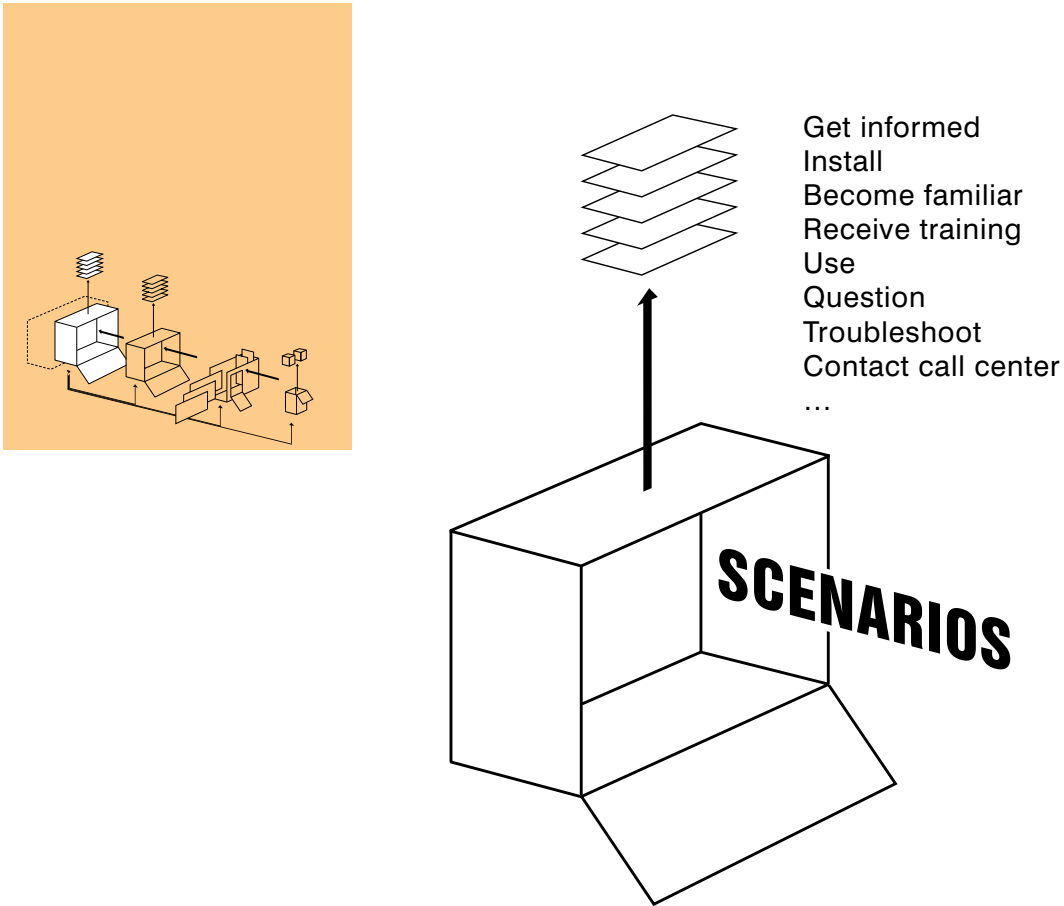 Get informed
Install
Become familiar
Receive training
Use
Question
Troubleshoot
Contact call center
…
SCENARIOS